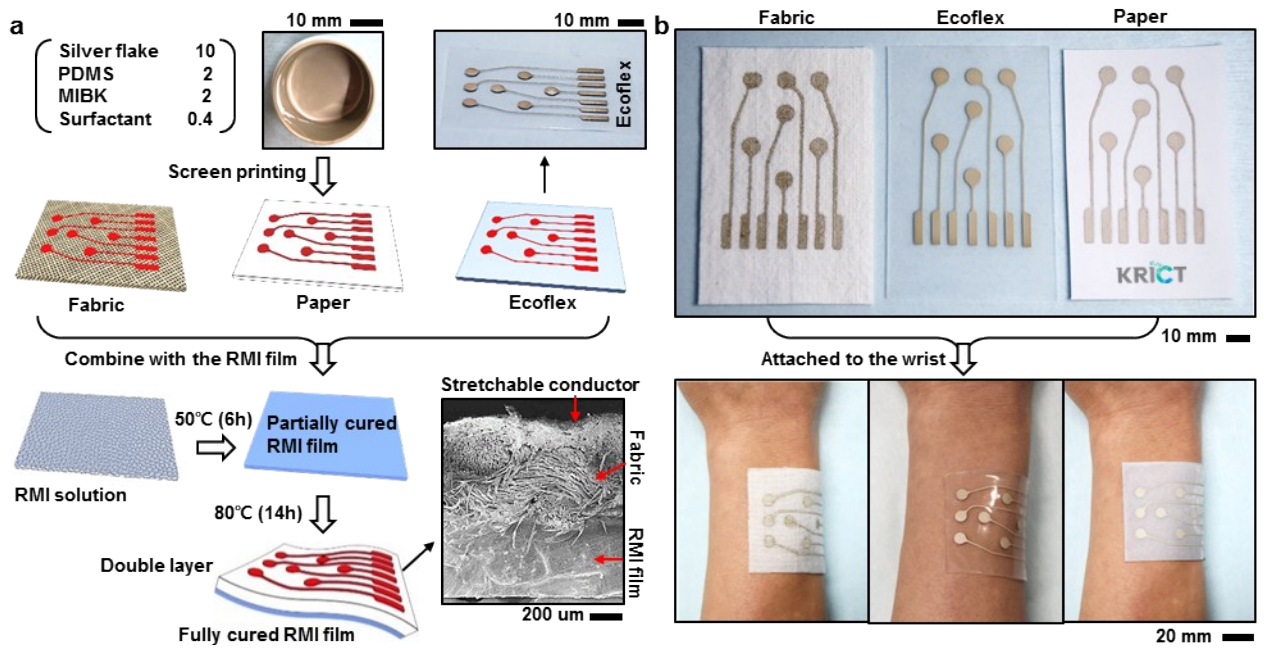 a
10 mm
10 mm
Silver flake 10
PDMS 2
MIBK 2
Surfactant 0.4
Ecoflex
Screen printing
Fabric
Paper
Ecoflex
Combine with the RMI film
50℃ (6h)
Partially cured
RMI film
RMI solution
80℃ (14h)
Double layer
Fully cured RMI film
Stretchable conductor
Fabric
RMI film
200 um
b
Fabric
Ecoflex
Paper
KRICT
10 mm
Attached to the wrist
20 mm